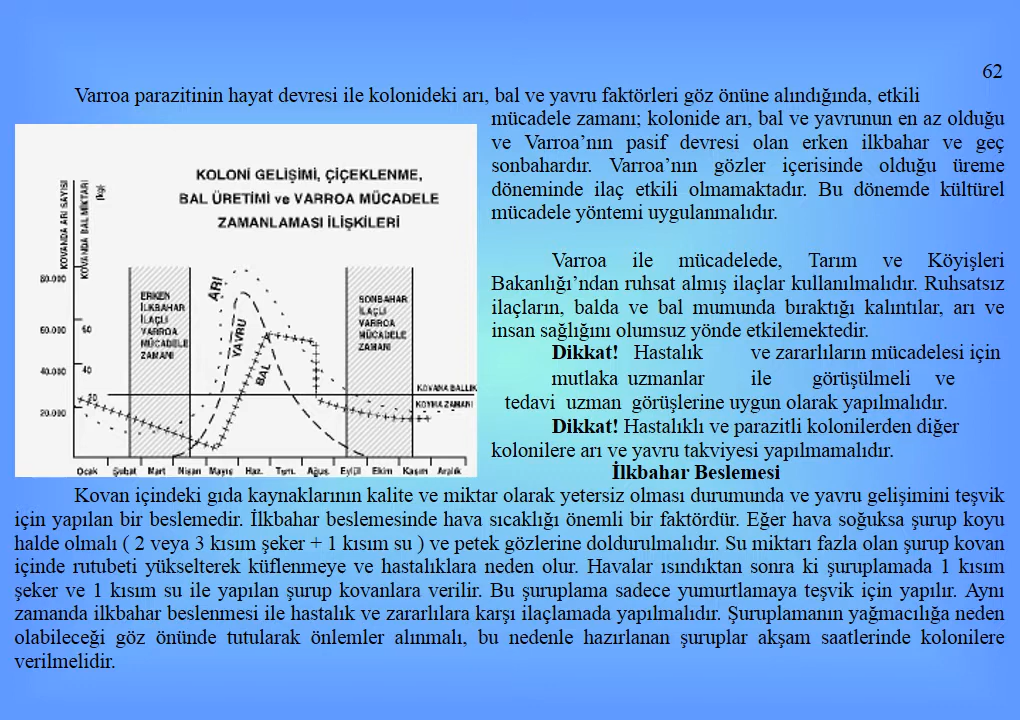 62
Varroa parazitinin hayat devresi ile kolonideki arı, bal ve yavru faktörleri göz önüne alındığında, etkili
mücadele zamanı; kolonide arı, bal ve yavrunun en az olduğu
ve Varroa’nın pasif devresi olan erken ilkbahar ve geç
sonbahardır. Varroa’nın gözler içerisinde olduğu üreme
döneminde ilaç etkili olmamaktadır. Bu dönemde kültürel
mücadele yöntemi uygulanmalıdır.
KOLONİ GELİŞİMİ, ÇİÇEKLENME,
BAL ÜRETİMİ ve VARROA MÜCADELE
ZAMANLAMASI İLİŞKİLERİ
KOVANDA ARI SAYISI
KOVANDA BAL MİKTARI
(kg)
80.000
60.000
40.000
20.000
60
40
20
ERKEN
İLKBAHAR
İLAÇLI
VARROA
MÜCADELE
ZAMANI
ARI
YAVRU
BAL
SONBAHAR
İLAÇLI
VARROA
MÜCADELE
ZAMANI
KOVANA BALLIK
KOYMA ZAMANI
Ocak Şubat Mart Nisan Mayıs Haz. Tem. Ağus. Eylül Ekim Kasım Aralık
Varroa ile mücadelede, Tarım ve Köyişleri
Bakanlığı’ndan ruhsat almış ilaçlar kullanılmalıdır. Ruhsatsız
ilaçların, balda ve bal mumunda bıraktığı kalıntılar, arı ve
insan sağlığını olumsuz yönde etkilemektedir.
Dikkat! Hastalık ve zararlıların mücadelesi için
mutlaka uzmanlar ile görüşülmeli ve
tedavi uzman görüşlerine uygun olarak yapılmalıdır.
Dikkat! Hastalıklı ve parazitli kolonilerden diğer
kolonilere arı ve yavru takviyesi yapılmamalıdır.
İlkbahar Beslemesi
Kovan içindeki gıda kaynaklarının kalite ve miktar olarak yetersiz olması durumunda ve yavru gelişimini teşvik
için yapılan bir beslemedir. İlkbahar beslemesinde hava sıcaklığı önemli bir faktördür. Eğer hava soğuksa şurup koyu
halde olmalı ( 2 veya 3 kısım şeker + 1 kısım su ) ve petek gözlerine doldurulmalıdır. Su miktarı fazla olan şurup kovan
içinde rutubeti yükselterek küflenmeye ve hastalıklara neden olur. Havalar ısındıktan sonra ki şuruplamada 1 kısım
şeker ve 1 kısım su ile yapılan şurup kovanlara verilir. Bu şuruplama sadece yumurtlamaya teşvik için yapılır. Aynı
zamanda ilkbahar beslenmesi ile hastalık ve zararlılara karşı ilaçlamada yapılmalıdır. Şuruplamanın yağmacılığa neden
olabileceği göz önünde tutularak önlemler alınmalı, bu nedenle hazırlanan şuruplar akşam saatlerinde kolonilere
verilmelidir.